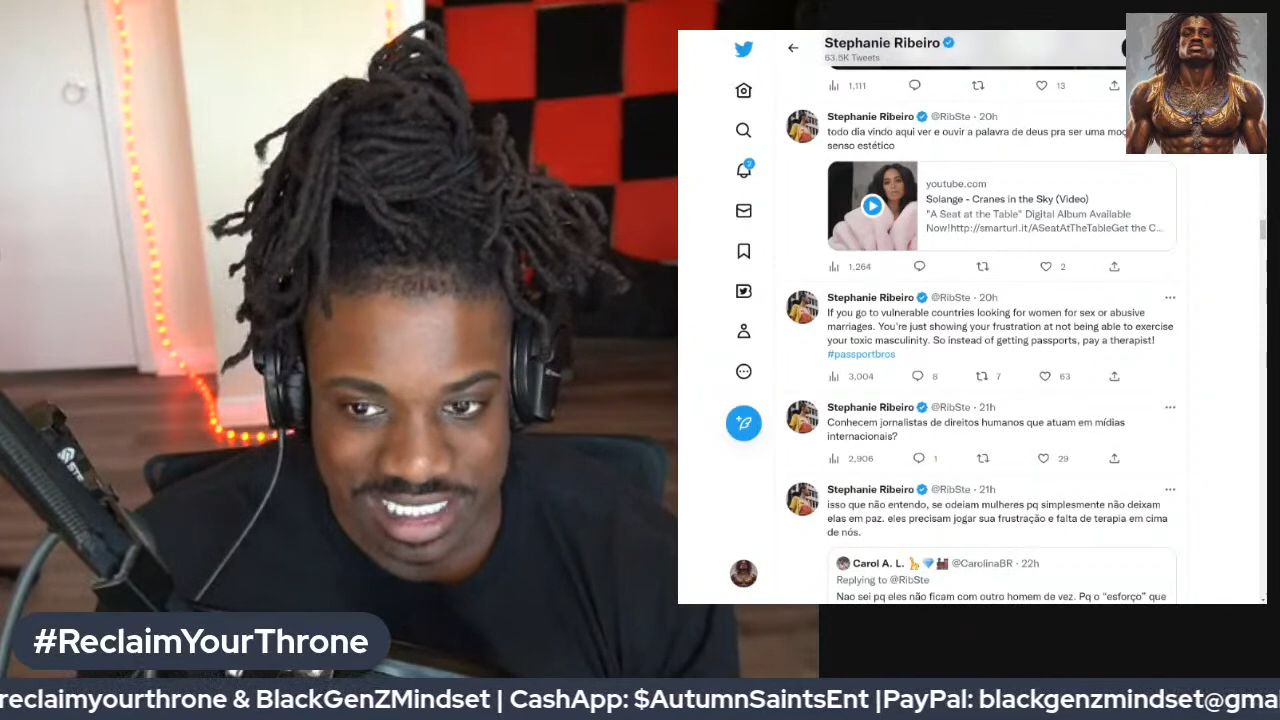 Stephanie Ribeiro
63.5K Tweets
1,111
13
Stephanie Ribeiro @RibSte · 20h
todo dia vindo aqui ver e ouvir a palavra de deus pra ser uma
senso estético
youtube.com
Solange - Cranes in the Sky (Video)
"A Seat at the Table" Digital Album Available
Now!http://smarturl.it/ASeatAtTheTableGet the C...
1,264
2
Stephanie Ribeiro @RibSte · 20h
If you go to vulnerable countries looking for women for sex or abusive
marriages. You're just showing your frustration at not being able to exercise
your toxic masculinity. So instead of getting passports, pay a therapist!
#passportbros
3,004
8
7
63
Stephanie Ribeiro @RibSte · 21h
Conhecem jornalistas de direitos humanos que atuam em mídias
internacionais?
2,906
1
29
Stephanie Ribeiro @RibSte · 21h
isso que não entendo, se odeiam mulheres pq simplesmente não deixam
elas em paz. eles precisam jogar sua frustração e falta de terapia em cima
de nós.
Carol A. L. @CarolinaBR · 22h
Replying to @RibSte
Nao sei pq eles não ficam com outro homem de vez. Pq o "esforço" que
#ReclaimYourThrone
reclaimyourthrone & BlackGenZMindset | CashApp: $AutumnSaintsEnt |PayPal: blackgenzmindset@gma